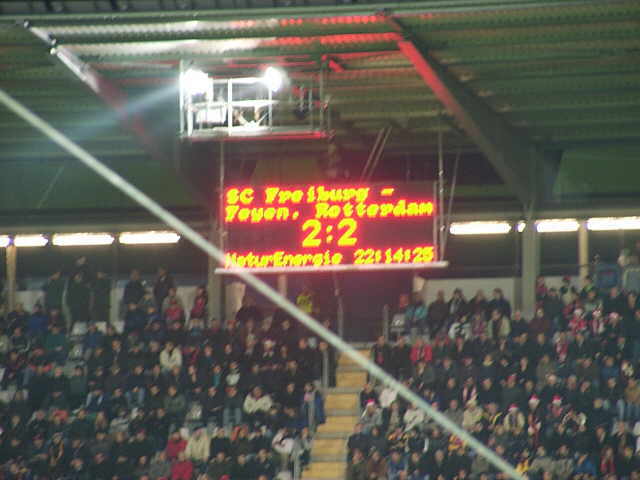 SC Freiburg -
Feyen. Rotterdam
2:2
NaturEnergie 22:14:25